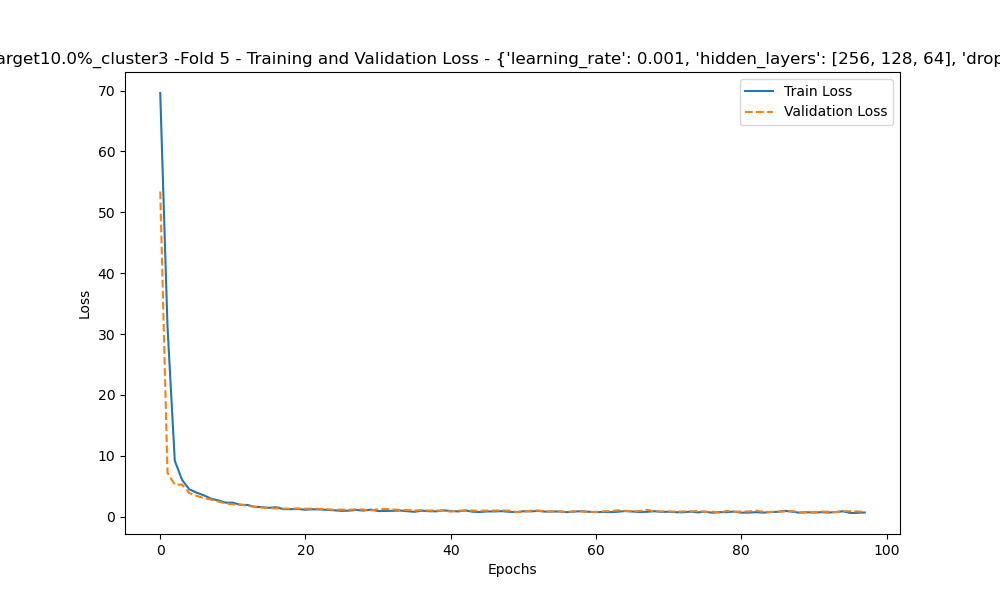 arget10.0%_cluster3 -Fold 5 - Training and Validation Loss - {'learning_rate': 0.001, 'hidden_layers': [256, 128, 64], 'drop
Train Loss
Validation Loss
70
60
50
40
30
20
10
0
Loss
0 20 40 60 80 100
Epochs